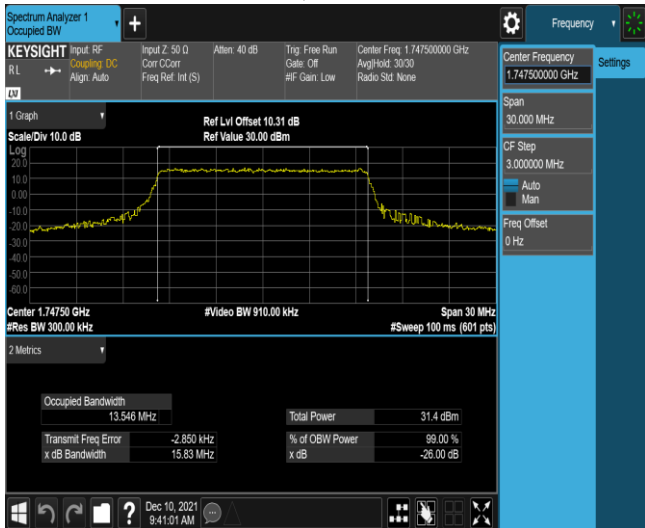 Spectrum Analyzer 1
Occupied BW
Frequency
KEYSIGHT
Input: RF
Input Z: 50 Ω
Atten: 40 dB
Trig: Free Run
Center Freq: 1.747500000 GHz
RL
Coupling: DC
Corr CCorr
Gate: Off
Avg|Hold: 30/30
Align: Auto
Freq Ref: Int (S)
#IF Gain: Low
Radio Std: None
LXI
Center Frequency
1.747500000 GHz
Settings
Span
30.000 MHz
CF Step
3.000000 MHz
Auto
Man
Freq Offset
0 Hz
1 Graph
Ref Lvl Offset 10.31 dB
Scale/Div 10.0 dB
Ref Value 30.00 dBm
Log
20.0
10.0
0.00
-10.0
-20.0
-30.0
-40.0
-50.0
-60.0
Center 1.74750 GHz
#Video BW 910.00 kHz
Span 30 MHz
#Res BW 300.00 kHz
#Sweep 100 ms (601 pts)
2 Metrics
Occupied Bandwidth
13.546 MHz
Total Power
31.4 dBm
Transmit Freq Error
-2.850 kHz
% of OBW Power
99.00 %
x dB Bandwidth
15.83 MHz
x dB
-26.00 dB
?
Dec 10, 2021
9:41:01 AM